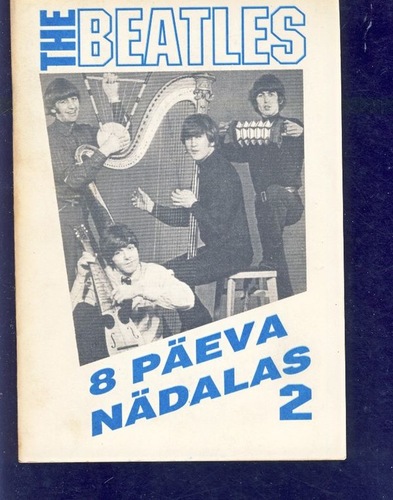 THE BEATLES
8 PÄEVA
NÄDALAS
2